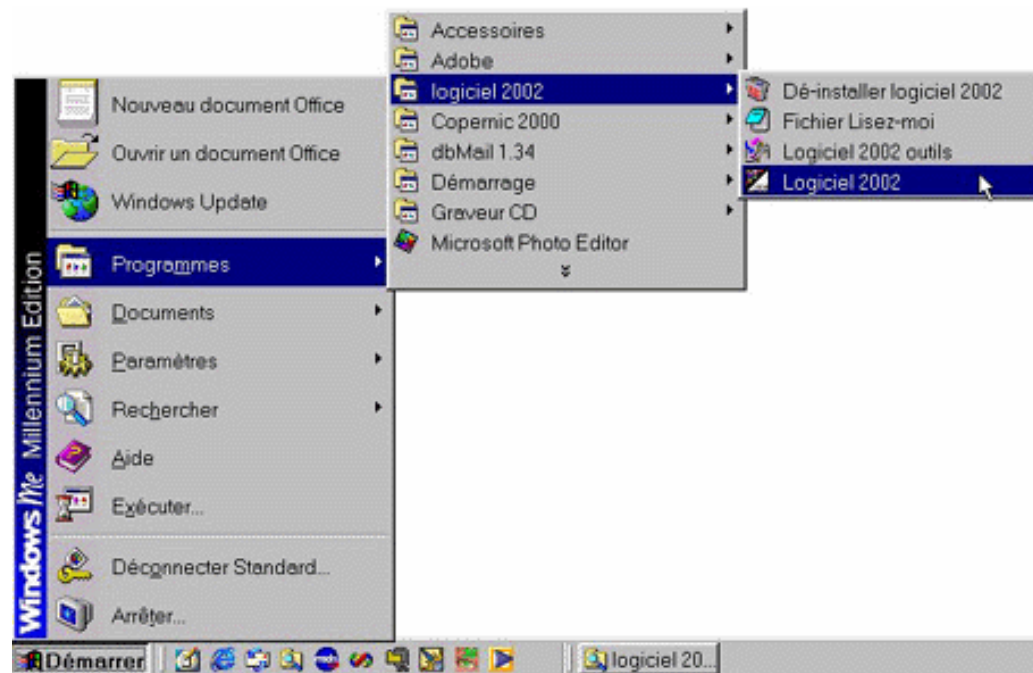 Accessoires
Adobe
logiciel 2002
Copernic 2000
dbMail 1.34
Démarrage
Graveur CD
Microsoft Photo Editor
Dé-installer logiciel 2002
Fichier Lisez-moi
Logiciel 2002 outils
Logiciel 2002
Nouveau document Office
Ouvrir un document Office
Windows Update
Programmes
Documents
Paramètres
Rechercher
Aide
Exécuter...
Déconnecter Standard...
Arrêter...
Windows Me Millennium Edition
Démarrer
logiciel 20...